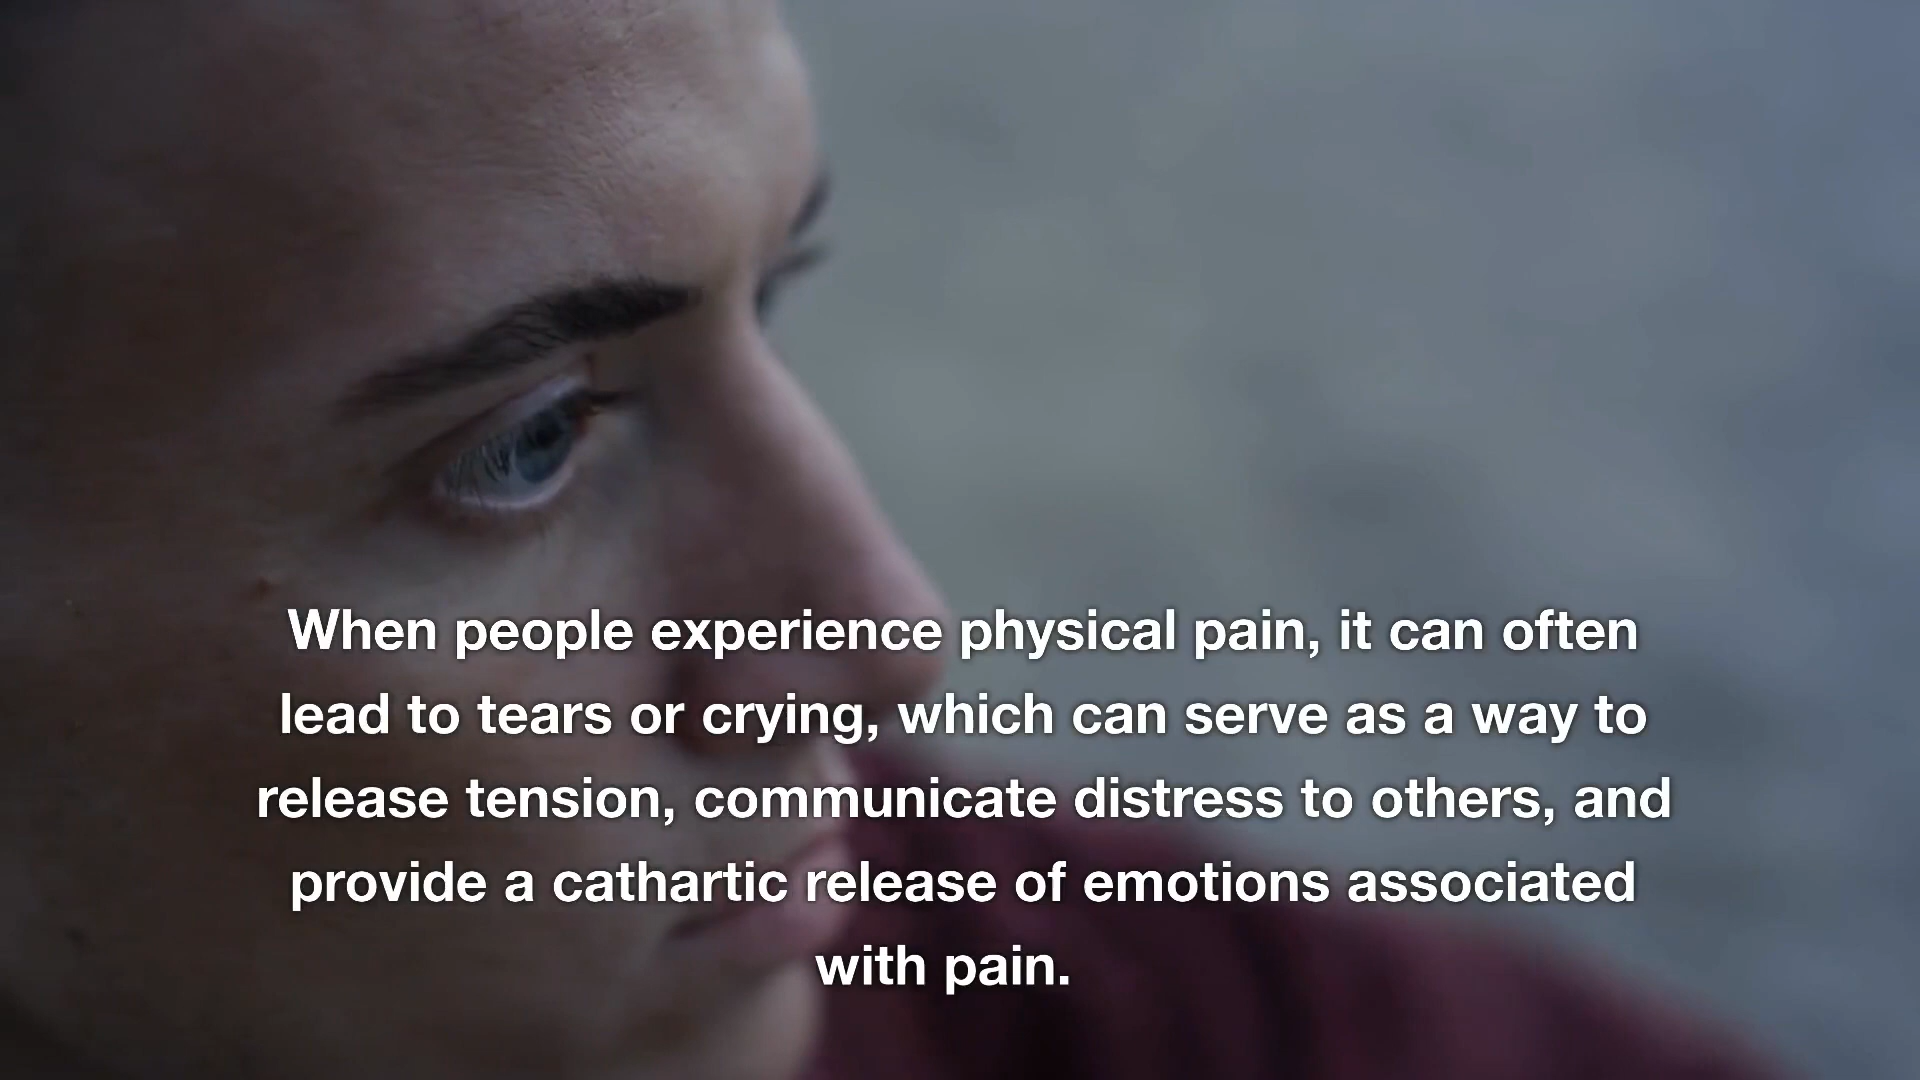 When people experience physical pain, it can often
lead to tears or crying, which can serve as a way to
release tension, communicate distress to others, and
provide a cathartic release of emotions associated
with pain.